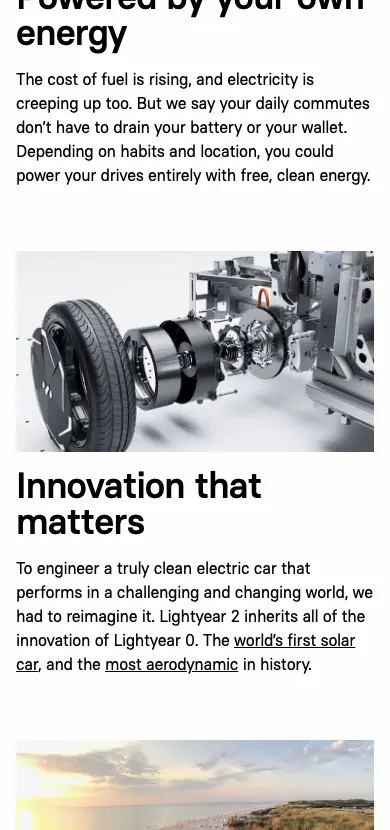 Powered by your own
energy
The cost of fuel is rising, and electricity is
creeping up too. But we say your daily commutes
don’t have to drain your battery or your wallet.
Depending on habits and location, you could
power your drives entirely with free, clean energy.
Innovation that
matters
To engineer a truly clean electric car that
performs in a challenging and changing world, we
had to reimagine it. Lightyear 2 inherits all of the
innovation of Lightyear 0. The world’s first solar
car, and the most aerodynamic in history.